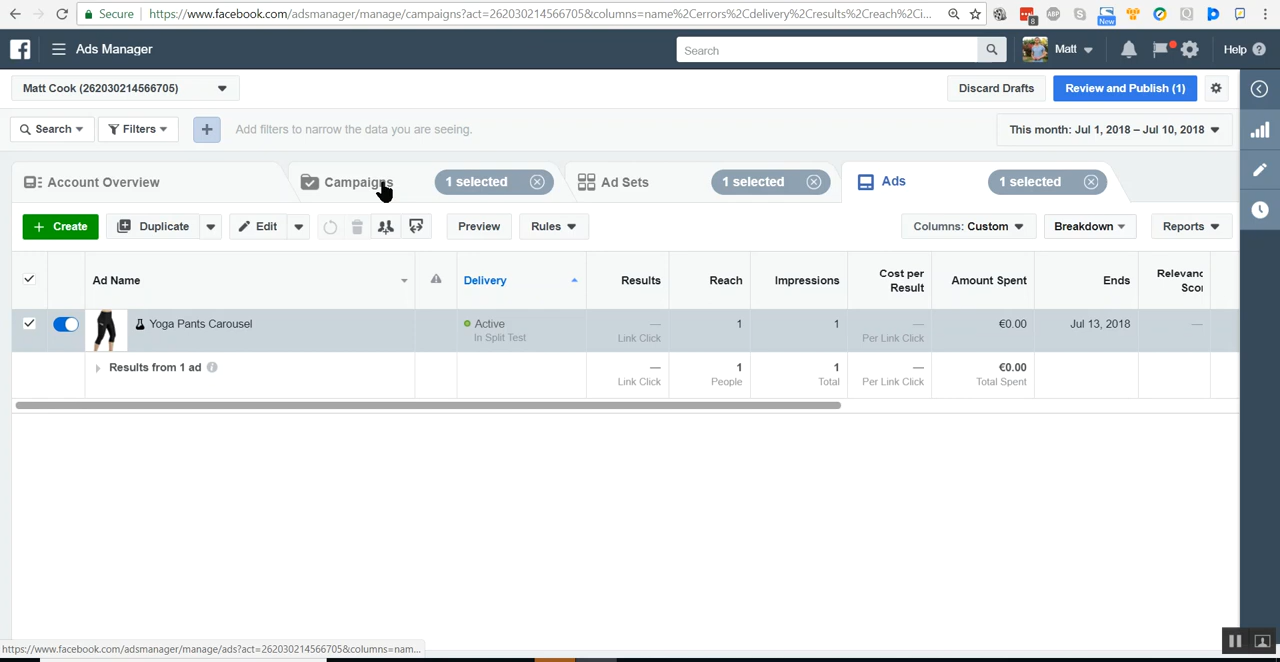 Secure https://www.facebook.com/adsmanager/manage/campaigns?act=262030214566705&columns=name%2Cerrors%2Cdelivery%2Cresults%2Creach%2Ci...
8 ABP S New
Ads Manager
Search
Matt
Help
Matt Cook (262030214566705)
Discard Drafts
Review and Publish (1)
Search
Filters
+
Add filters to narrow the data you are seeing.
This month: Jul 1, 2018 – Jul 10, 2018
Account Overview
Campaigns
1 selected
Ad Sets
1 selected
Ads
1 selected
+ Create
Duplicate
Edit
Preview
Rules
Columns: Custom
Breakdown
Reports
Ad Name
Delivery
Results
Reach
Impressions
Cost per
Result
Amount Spent
Ends
Relevanc
Scor
Yoga Pants Carousel
Active
In Split Test
—
Link Click
1
1
—
Per Link Click
€0.00
Jul 13, 2018
—
Results from 1 ad
—
Link Click
1
People
1
Total
—
Per Link Click
€0.00
Total Spent
https://www.facebook.com/adsmanager/manage/ads?act=262030214566705&columns=nam...